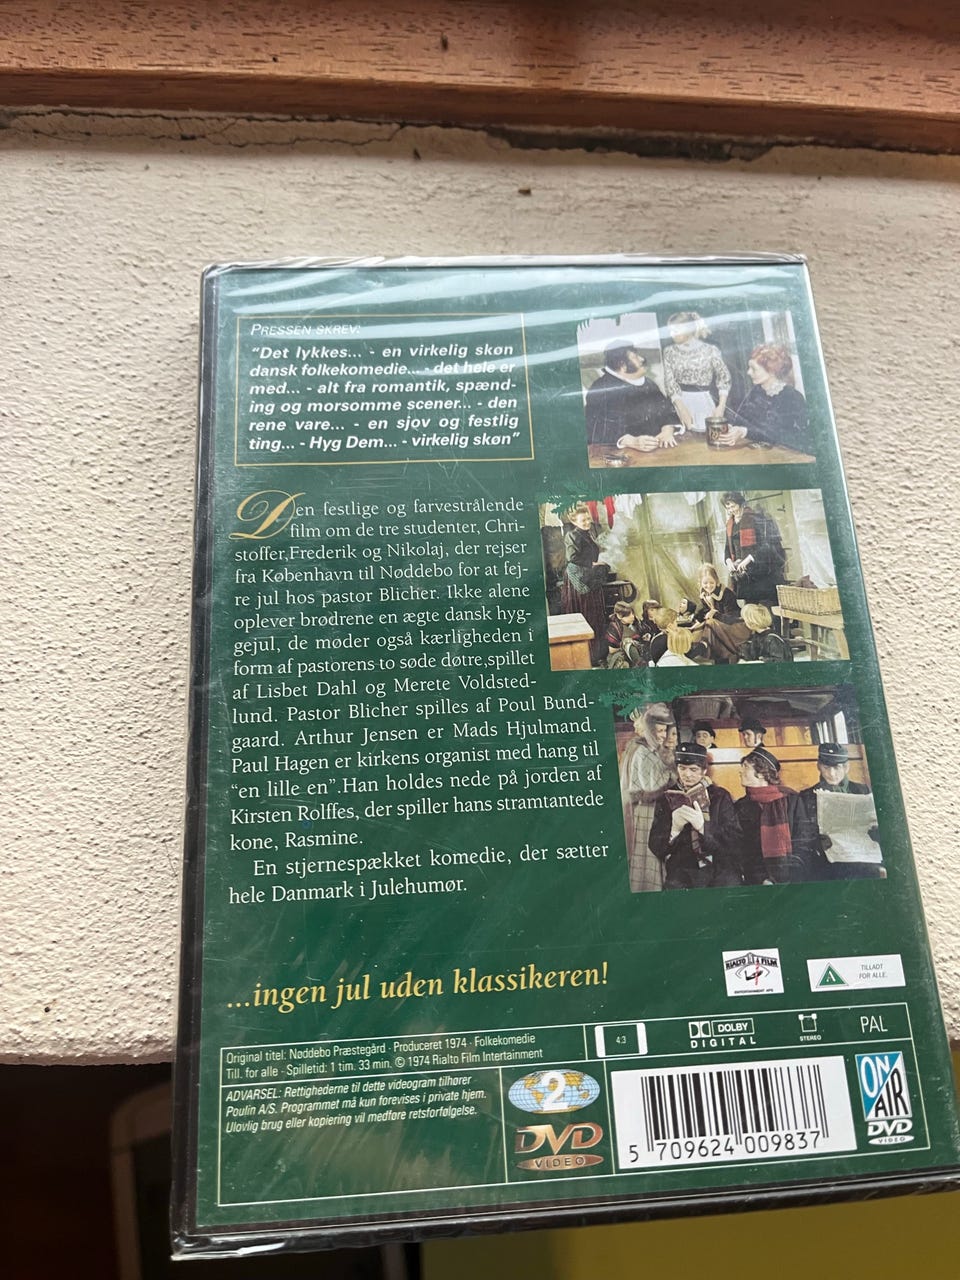 PRESSEN SKREV:
"Det lykkes... - en virkelig skøn
dansk folkekomedie... - det hele er
med... - alt fra romantik, spænd-
ing og morsomme scener... - den
rene vare... - en sjov og festlig
ting... - Hyg Dem... - virkelig skøn"
Den festlige og farvestrålende
film om de tre studenter, Chri-
stoffer,Frederik og Nikolaj, der rejser
fra København til Nøddebo for at fej-
re jul hos pastor Blicher. Ikke alene
oplever brødrene en ægte dansk hyg-
gejul, de møder også kærligheden i
form af pastorens to søde døtre,spillet
af Lisbet Dahl og Merete Voldsted-
lund. Pastor Blicher spilles af Poul Bund-
gaard. Arthur Jensen er Mads Hjulmand.
Paul Hagen er kirkens organist med hang til
"en lille en".Han holdes nede på jorden af
Kirsten Rolffes, der spiller hans stramtantede
kone, Rasmine.
En stjernespækket komedie, der sætter
hele Danmark i Julehumør.
...ingen jul uden klassikeren!
RIALTO FILM
ENTERTAINMENT APS
A
TILLADT
FOR ALLE.
Original titel: Nøddebo Præstegård · Produceret 1974 · Folkekomedie
Till. for alle · Spilletid: 1 tim. 33 min. © 1974 Rialto Film Intertainment
ADVARSEL: Rettighederne til dette videogram tilhører
Poulin A/S. Programmet må kun forevises i private hjem.
Ulovlig brug eller kopiering vil medføre retsforfølgelse.
4:3
DOLBY
DIGITAL
STEREO
PAL
2
DVD
VIDEO
5 709624 009837
ON
AIR
DVD
VIDEO